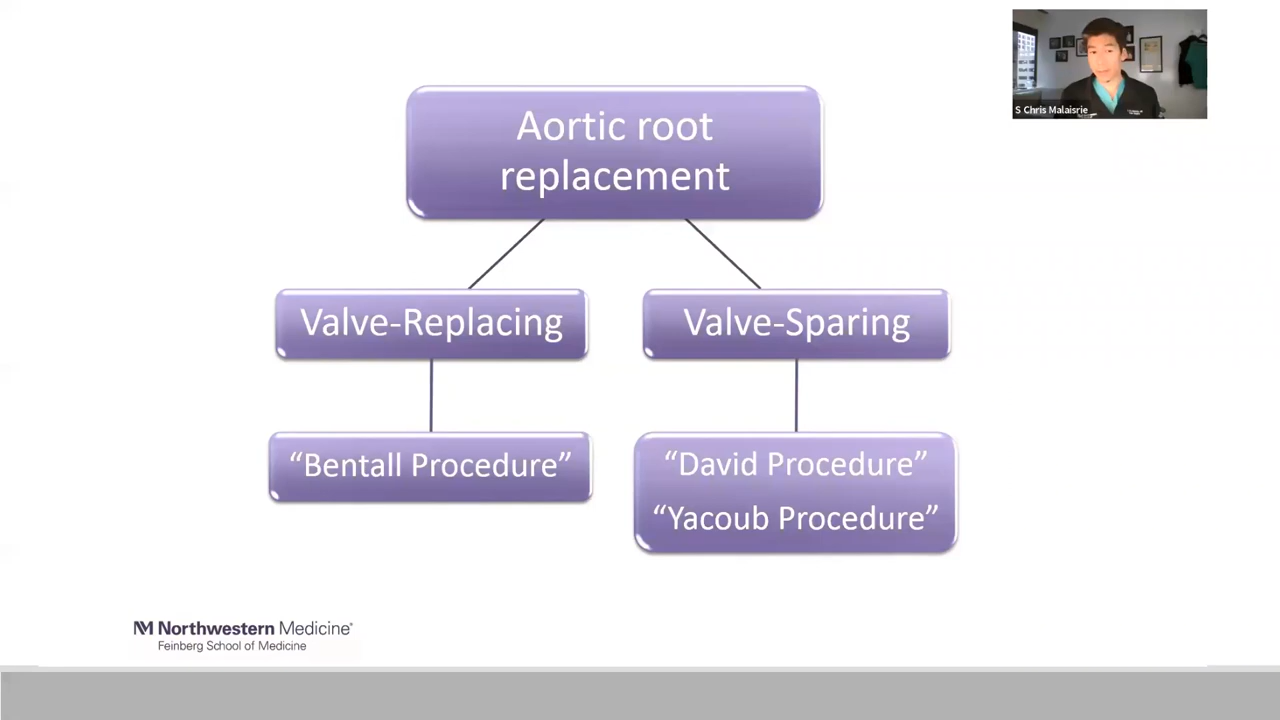 S Chris Malaisrie
Aortic root
replacement
Valve-Replacing
Valve-Sparing
“Bentall Procedure”
“David Procedure”
“Yacoub Procedure”
NM Northwestern Medicine®
Feinberg School of Medicine